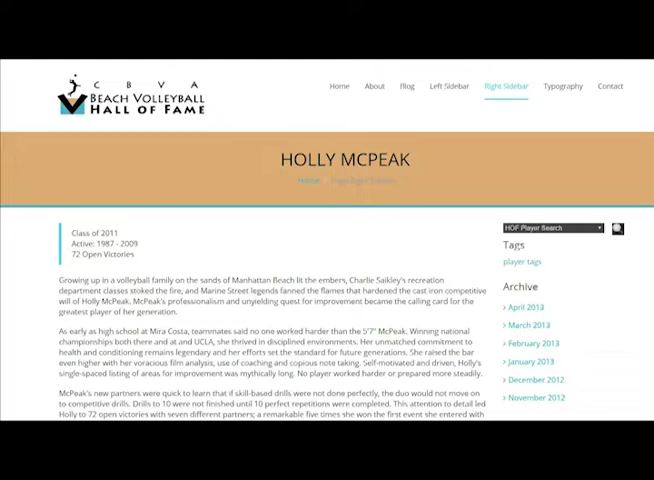 C B V A
BEACH VOLLEYBALL
HALL OF FAME
Home About Blog Left Sidebar Right Sidebar Typography Contact
HOLLY MCPEAK
Home Page Right Sidebar
Class of 2011
Active: 1987 - 2009
72 Open Victories
Growing up in a volleyball family on the sands of Manhattan Beach lit the embers, Charlie Saikley's recreation
department classes stoked the fire, and Marine Street legends fanned the flames that hardened the cast iron competitive
will of Holly McPeak. McPeak's professionalism and unyielding quest for improvement became the calling card for the
greatest player of her generation.
As early as high school at Mira Costa, teammates said no one worked harder than the 5'7" McPeak. Winning national
championships both there and at and UCLA, she thrived in disciplined environments. Her unmatched commitment to
health and conditioning remains legendary and her efforts set the standard for future generations. She raised the bar
even higher with her voracious film analysis, use of coaching and copious note taking. Self-motivated and driven, Holly's
single-spaced listing of areas for improvement was mythically long. No player worked harder or prepared more steadily.
McPeak's new partners were quick to learn that if skill-based drills were not done perfectly, the duo would not move on
to competitive drills. Drills to 10 were not finished until 10 perfect repetitions were completed. This attention to detail led
Holly to 72 open victories with seven different partners; a remarkable five times she won the first event she entered with
HOF Player Search
Tags
player tags
Archive
› April 2013
› March 2013
› February 2013
› January 2013
› December 2012
› November 2012